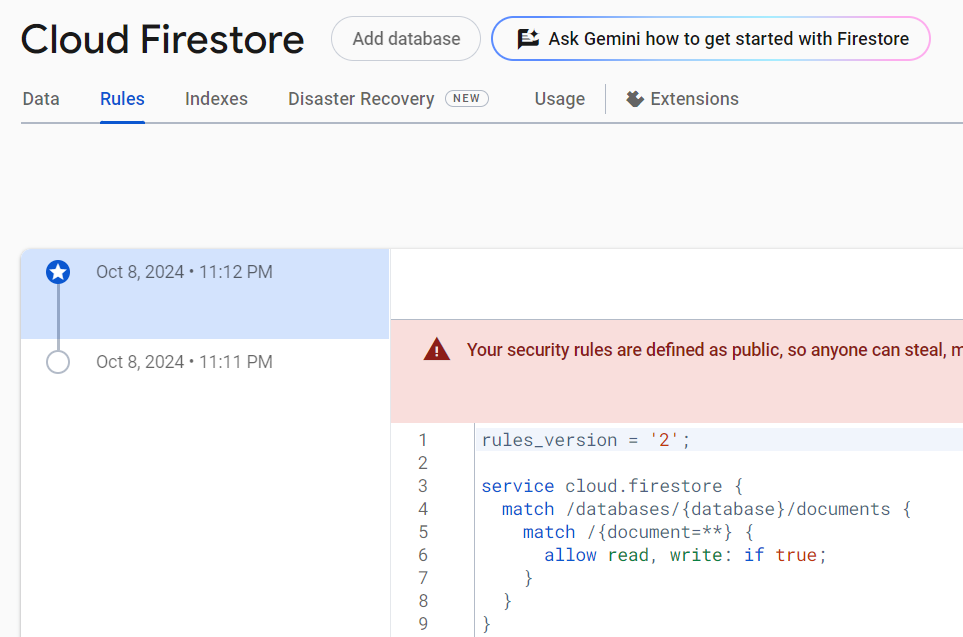 Cloud Firestore
Add database
Ask Gemini how to get started with Firestore
Data
Rules
Indexes
Disaster Recovery
NEW
Usage
Extensions
Oct 8, 2024 • 11:12 PM
Oct 8, 2024 • 11:11 PM
Your security rules are defined as public, so anyone can steal, m
1 rules_version = '2';
2
3 service cloud.firestore {
4   match /databases/{database}/documents {
5     match /{document=**} {
6       allow read, write: if true;
7     }
8   }
9 }